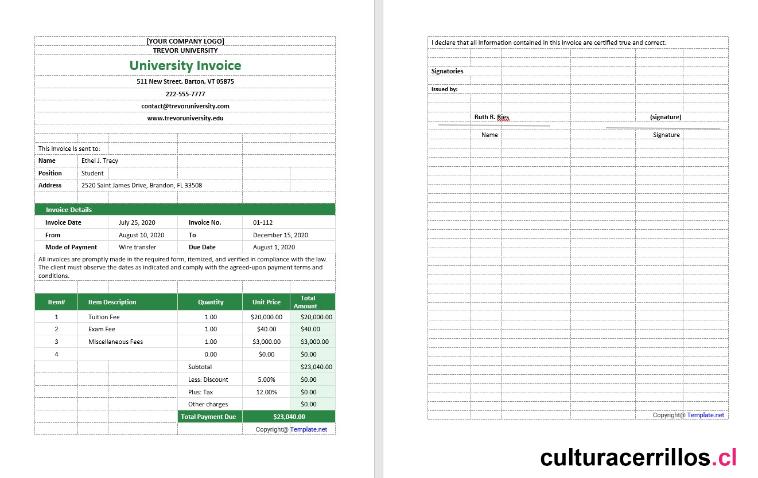 [YOUR COMPANY LOGO]
TREVOR UNIVERSITY
University Invoice
511 New Street, Barton, VT 05875
222-555-7777
contact@trevoruniversity.com
www.trevoruniversity.edu
This invoice is sent to:
Name Ethel J. Tracy
Position Student
Address 2520 Saint James Drive, Brandon, FL 33508
Invoice Details
Invoice Date July 25, 2020 Invoice No. 01-112
From August 10, 2020 To December 15, 2020
Mode of Payment Wire transfer Due Date August 1, 2020
All invoices are promptly made in the required form, itemized, and verified in compliance with the law.
The client must observe the dates as indicated and comply with the agreed-upon payment terms and
conditions.
Item# Item Description Quantity Unit Price Total Amount
1 Tuition Fee 1.00 $20,000.00 $20,000.00
2 Exam Fee 1.00 $40.00 $40.00
3 Miscellaneous Fees 1.00 $3,000.00 $3,000.00
4 0.00 $0.00 $0.00
Subtotal $23,040.00
Less: Discount 5.00% $0.00
Plus: Tax 12.00% $0.00
Other charges $0.00
Total Payment Due $23,040.00
Copyright@ Template.net
I declare that all information contained in this invoice are certified true and correct.
Signatories
Issued by:
Ruth R. Ries (signature)
Name Signature
Copyright@ Template.net
culturacerrillos.cl